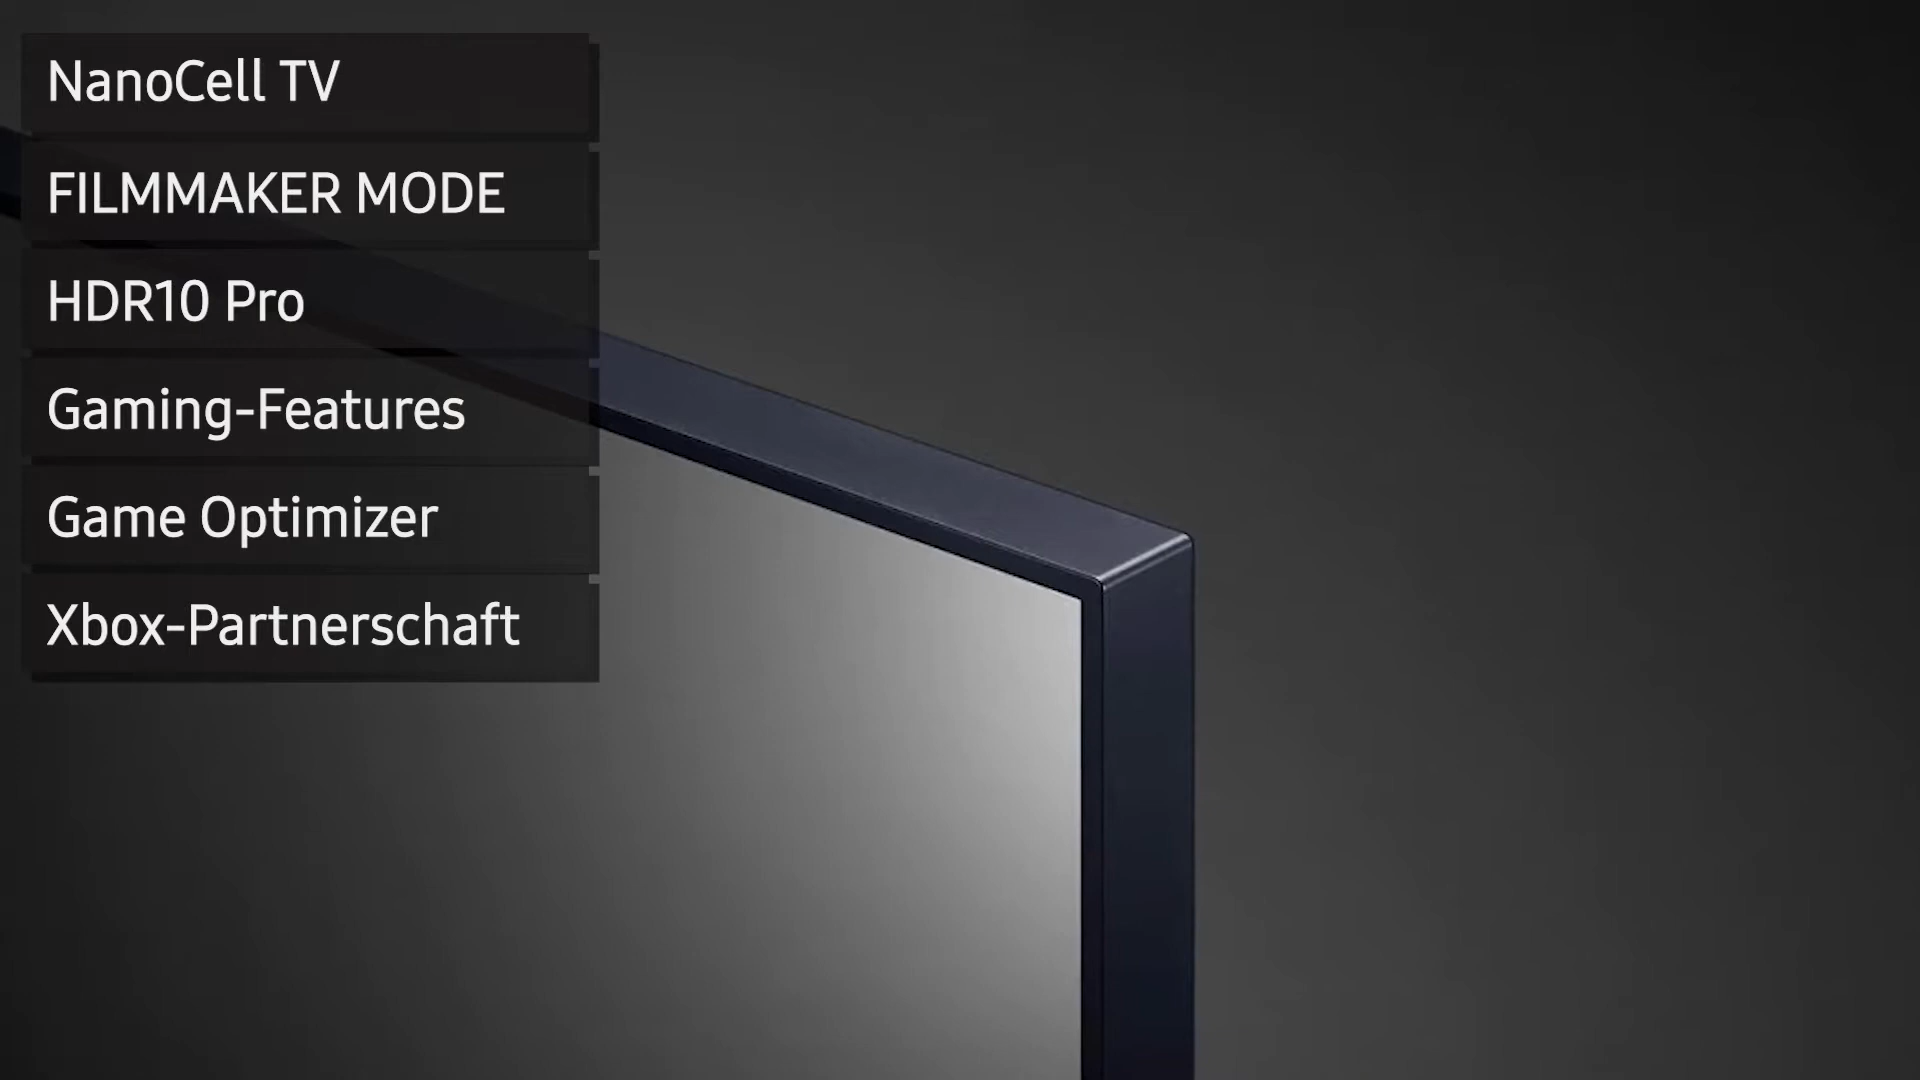 NanoCell TV
FILMMAKER MODE
HDR10 Pro
Gaming-Features
Game Optimizer
Xbox-Partnerschaft